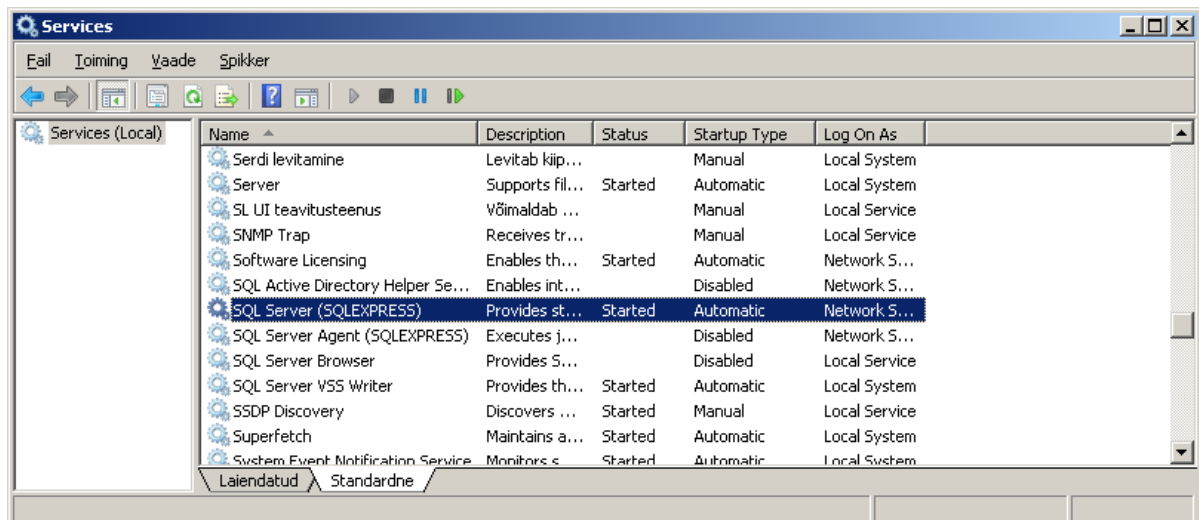 Services
Fail Toiming Vaade Spikker
Services (Local)
Name Description Status Startup Type Log On As
Serdi levitamine Levitab kiip... Manual Local System
Server Supports fil... Started Automatic Local System
SL UI teavitusteenus Võimaldab ... Manual Local Service
SNMP Trap Receives tr... Manual Local Service
Software Licensing Enables th... Started Automatic Network S...
SQL Active Directory Helper Se... Enables int... Disabled Network S...
SQL Server (SQLEXPRESS) Provides st... Started Automatic Network S...
SQL Server Agent (SQLEXPRESS) Executes j... Disabled Network S...
SQL Server Browser Provides S... Disabled Local Service
SQL Server VSS Writer Provides th... Started Automatic Local System
SSDP Discovery Discovers ... Started Manual Local Service
Superfetch Maintains a... Started Automatic Local System
System Event Notification Service Monitors s Started Automatic Local System
Laiendatud Standardne